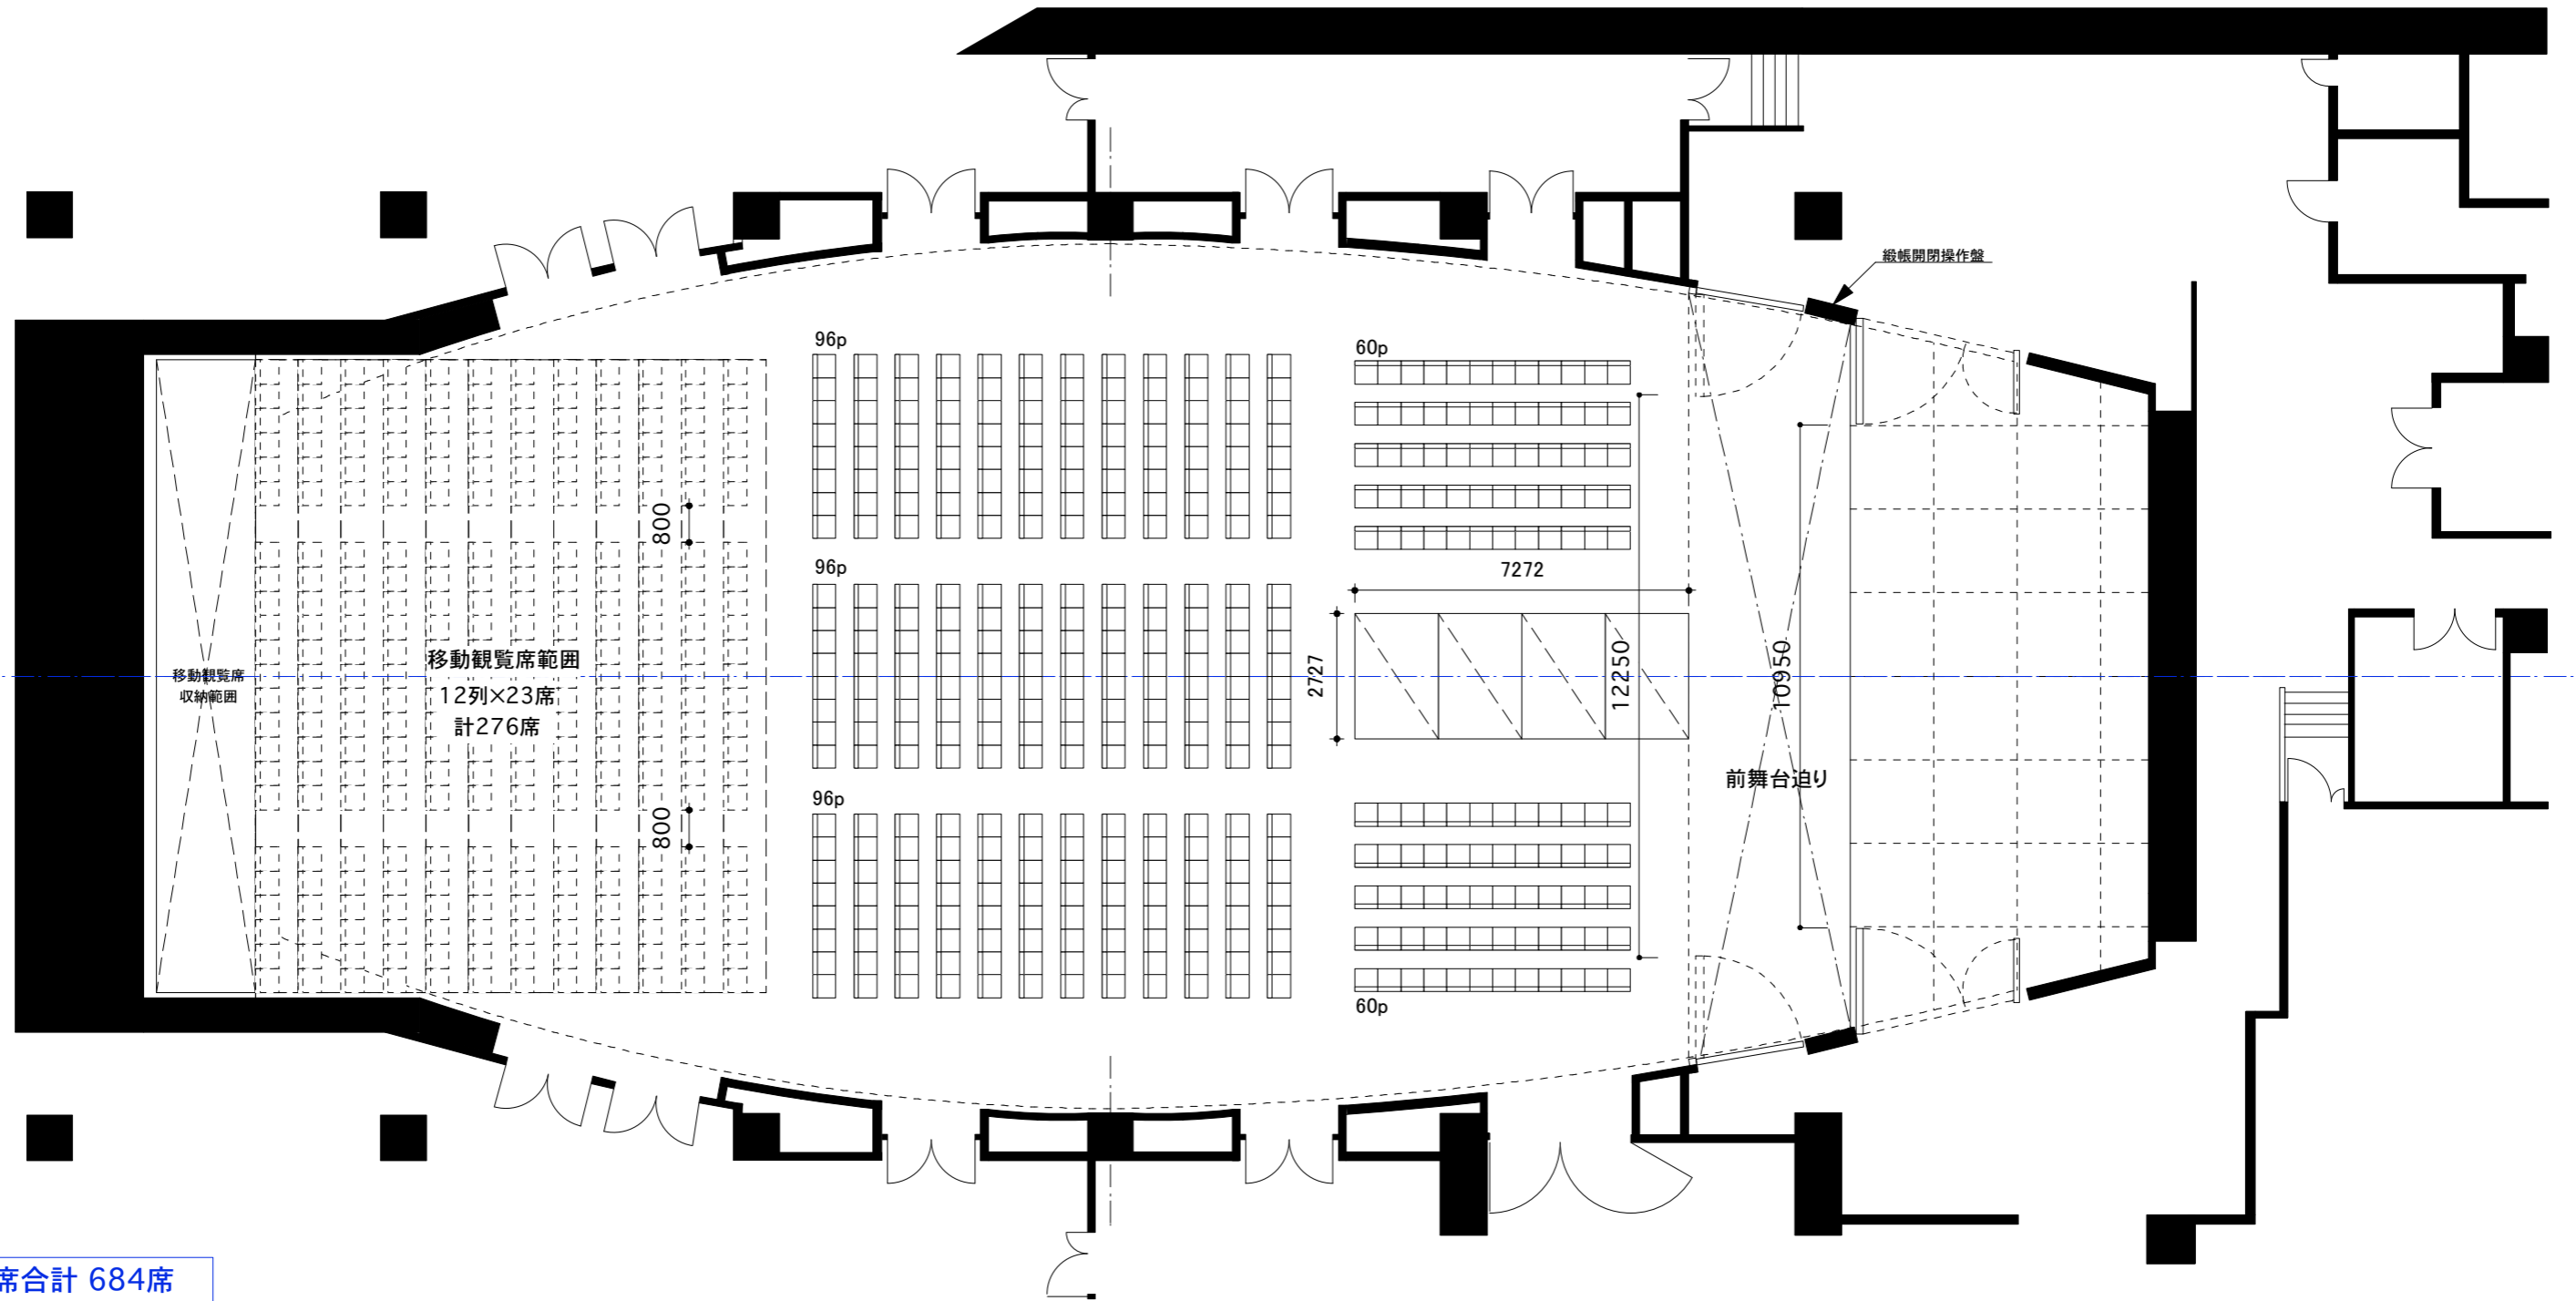 緞帳開閉操作盤
96p
60p
800
96p
7272
移動観覧席範囲
12列×23席
計276席
移動観覧席
収納範囲
2727
12250
10950
前舞台迫り
800
96p
60p
席合計 684席